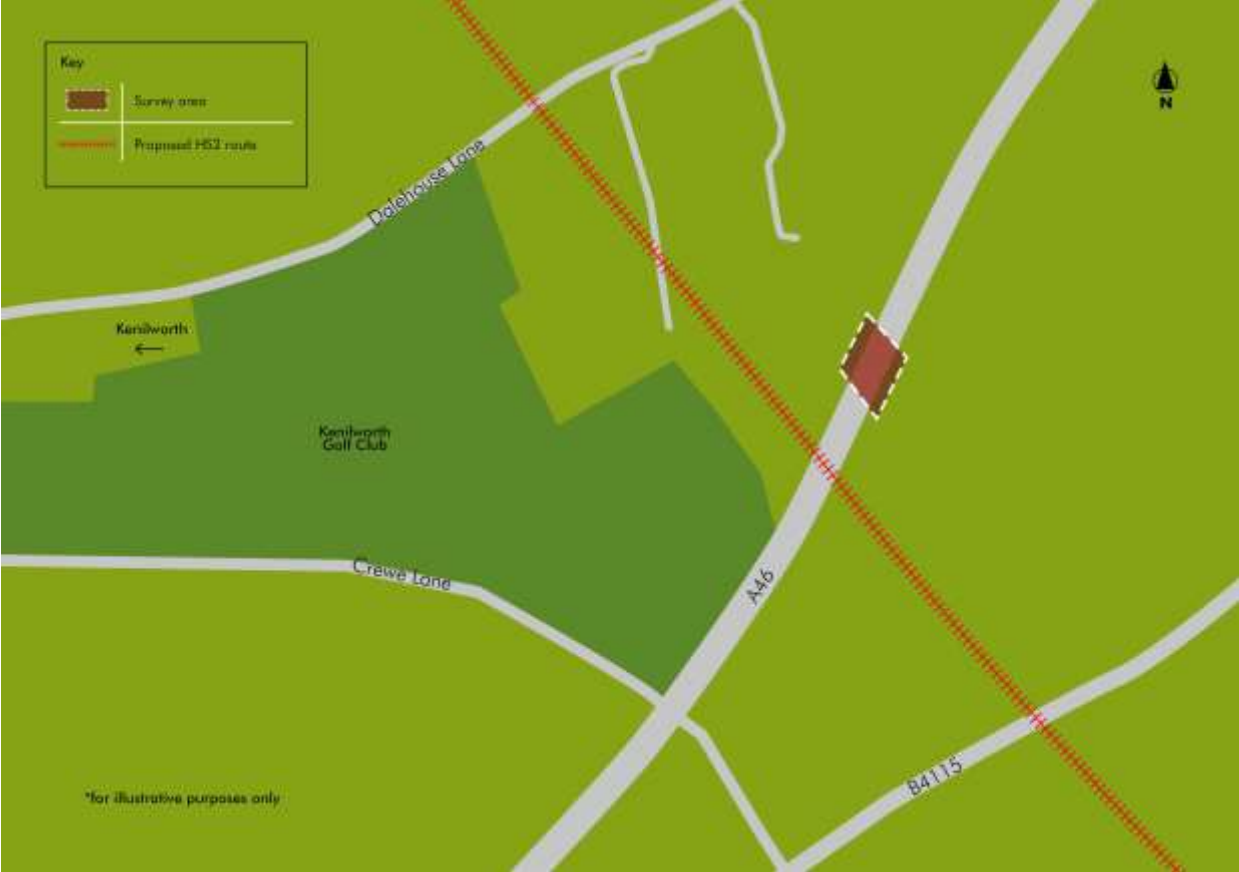 Key
Survey area
Proposed HS2 route
N
Dalehouse Lane
Kenilworth
Kenilworth
Golf Club
Crewe Lane
A46
B4115
*for illustrative purposes only